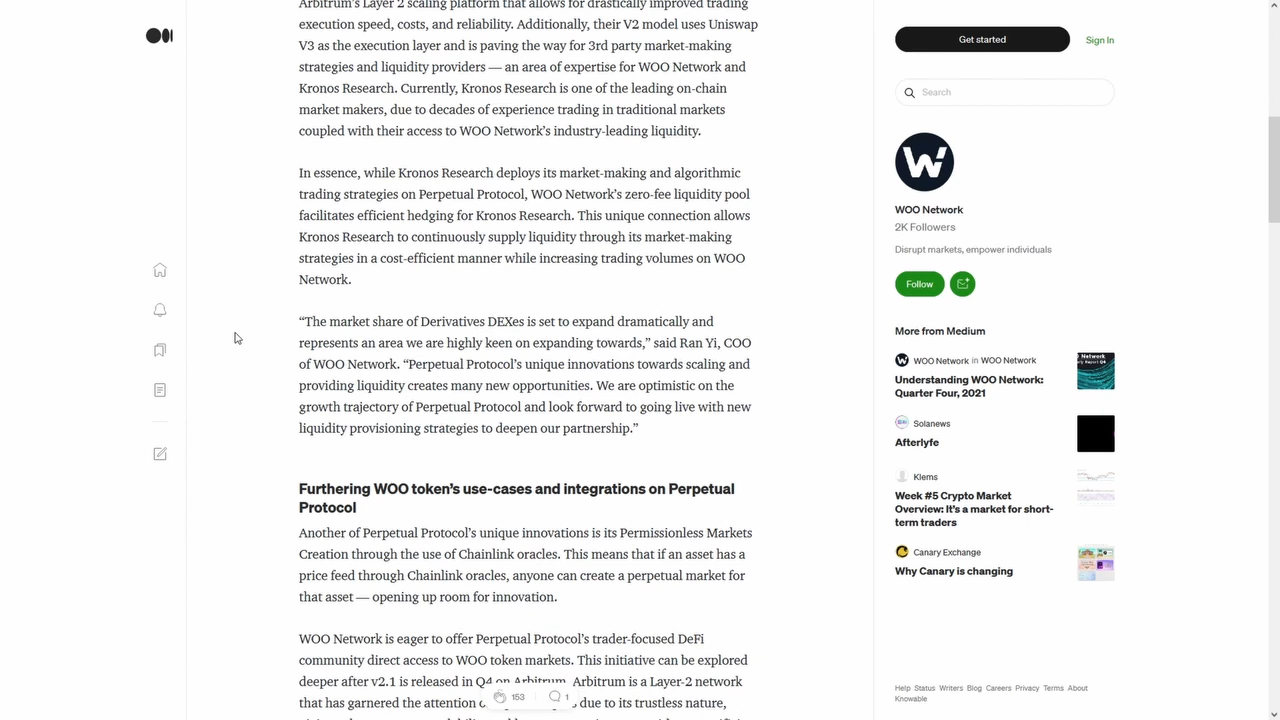 Arbitrum's Layer 2 scaling platform that allows for drastically improved trading
execution speed, costs, and reliability. Additionally, their V2 model uses Uniswap
V3 as the execution layer and is paving the way for 3rd party market-making
strategies and liquidity providers — an area of expertise for WOO Network and
Kronos Research. Currently, Kronos Research is one of the leading on-chain
market makers, due to decades of experience trading in traditional markets
coupled with their access to WOO Network's industry-leading liquidity.
In essence, while Kronos Research deploys its market-making and algorithmic
trading strategies on Perpetual Protocol, WOO Network's zero-fee liquidity pool
facilitates efficient hedging for Kronos Research. This unique connection allows
Kronos Research to continuously supply liquidity through its market-making
strategies in a cost-efficient manner while increasing trading volumes on WOO
Network.
“The market share of Derivatives DEXes is set to expand dramatically and
represents an area we are highly keen on expanding towards,” said Ran Yi, COO
of WOO Network. “Perpetual Protocol's unique innovations towards scaling and
providing liquidity creates many new opportunities. We are optimistic on the
growth trajectory of Perpetual Protocol and look forward to going live with new
liquidity provisioning strategies to deepen our partnership.”
Furthering WOO token's use-cases and integrations on Perpetual
Protocol
Another of Perpetual Protocol's unique innovations is its Permissionless Markets
Creation through the use of Chainlink oracles. This means that if an asset has a
price feed through Chainlink oracles, anyone can create a perpetual market for
that asset — opening up room for innovation.
WOO Network is eager to offer Perpetual Protocol's trader-focused DeFi
community direct access to WOO token markets. This initiative can be explored
deeper after v2.1 is released in Q4 on Arbitrum. Arbitrum is a Layer-2 network
that has garnered the attention due to its trustless nature,
153
1
Get started
Sign In
Search
WOO Network
2K Followers
Disrupt markets, empower individuals
Follow
More from Medium
WOO Network in WOO Network
Understanding WOO Network:
Quarter Four, 2021
Solanews
Afterlyfe
Klems
Week #5 Crypto Market
Overview: It's a market for short-
term traders
Canary Exchange
Why Canary is changing
Help Status Writers Blog Careers Privacy Terms About
Knowable